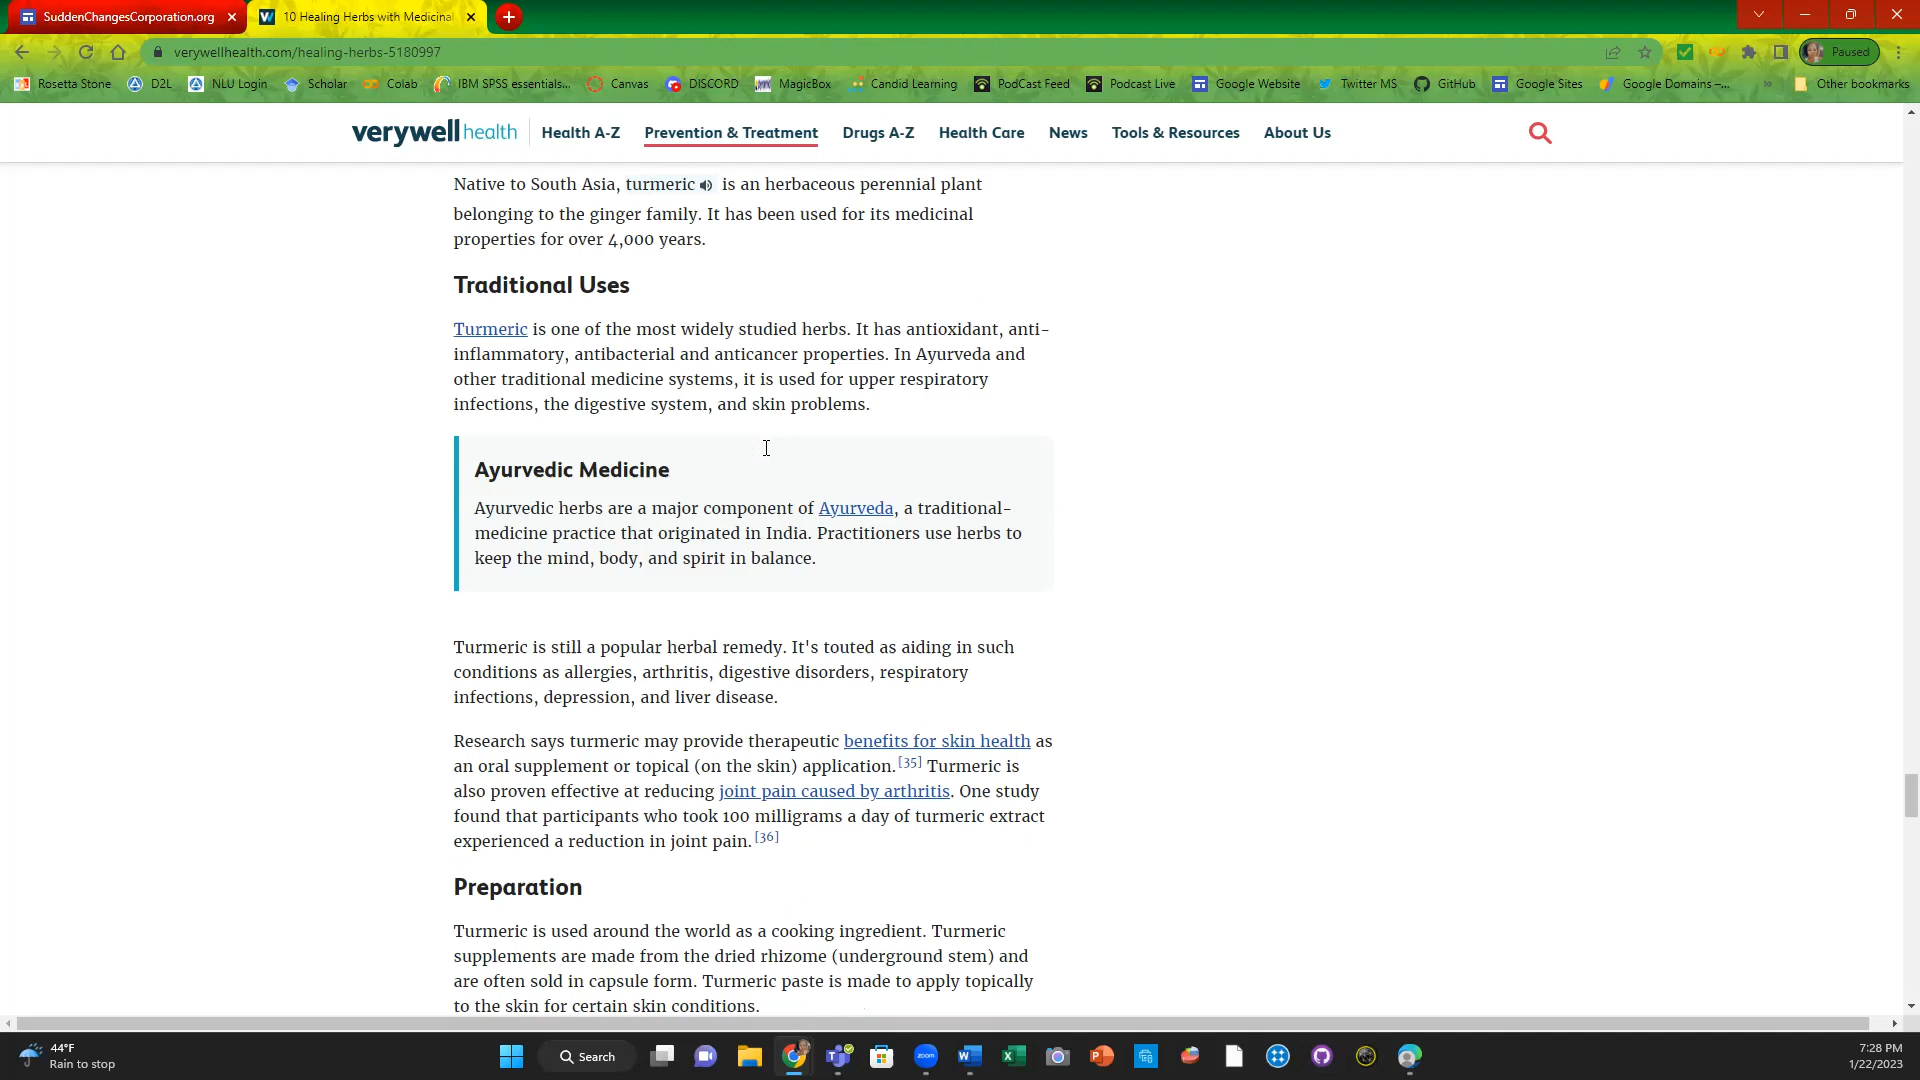 SuddenChangesCorporation.org
10 Healing Herbs with Medicinal
verywellhealth.com/healing-herbs-5180997
Paused
Rosetta Stone
D2L
NLU Login
Scholar
Colab
IBM SPSS essentials...
Canvas
DISCORD
MagicBox
Candid Learning
PodCast Feed
Podcast Live
Google Website
Twitter MS
GitHub
Google Sites
Google Domains –...
»
Other bookmarks
verywell health
Health A-Z
Prevention & Treatment
Drugs A-Z
Health Care
News
Tools & Resources
About Us
Native to South Asia, turmeric is an herbaceous perennial plant
belonging to the ginger family. It has been used for its medicinal
properties for over 4,000 years.
Traditional Uses
Turmeric is one of the most widely studied herbs. It has antioxidant, anti-
inflammatory, antibacterial and anticancer properties. In Ayurveda and
other traditional medicine systems, it is used for upper respiratory
infections, the digestive system, and skin problems.
Ayurvedic Medicine
Ayurvedic herbs are a major component of Ayurveda, a traditional-
medicine practice that originated in India. Practitioners use herbs to
keep the mind, body, and spirit in balance.
Turmeric is still a popular herbal remedy. It's touted as aiding in such
conditions as allergies, arthritis, digestive disorders, respiratory
infections, depression, and liver disease.
Research says turmeric may provide therapeutic benefits for skin health as
an oral supplement or topical (on the skin) application.[35] Turmeric is
also proven effective at reducing joint pain caused by arthritis. One study
found that participants who took 100 milligrams a day of turmeric extract
experienced a reduction in joint pain.[36]
Preparation
Turmeric is used around the world as a cooking ingredient. Turmeric
supplements are made from the dried rhizome (underground stem) and
are often sold in capsule form. Turmeric paste is made to apply topically
to the skin for certain skin conditions.
44°F
Rain to stop
Search
zoom
7:28 PM
1/22/2023